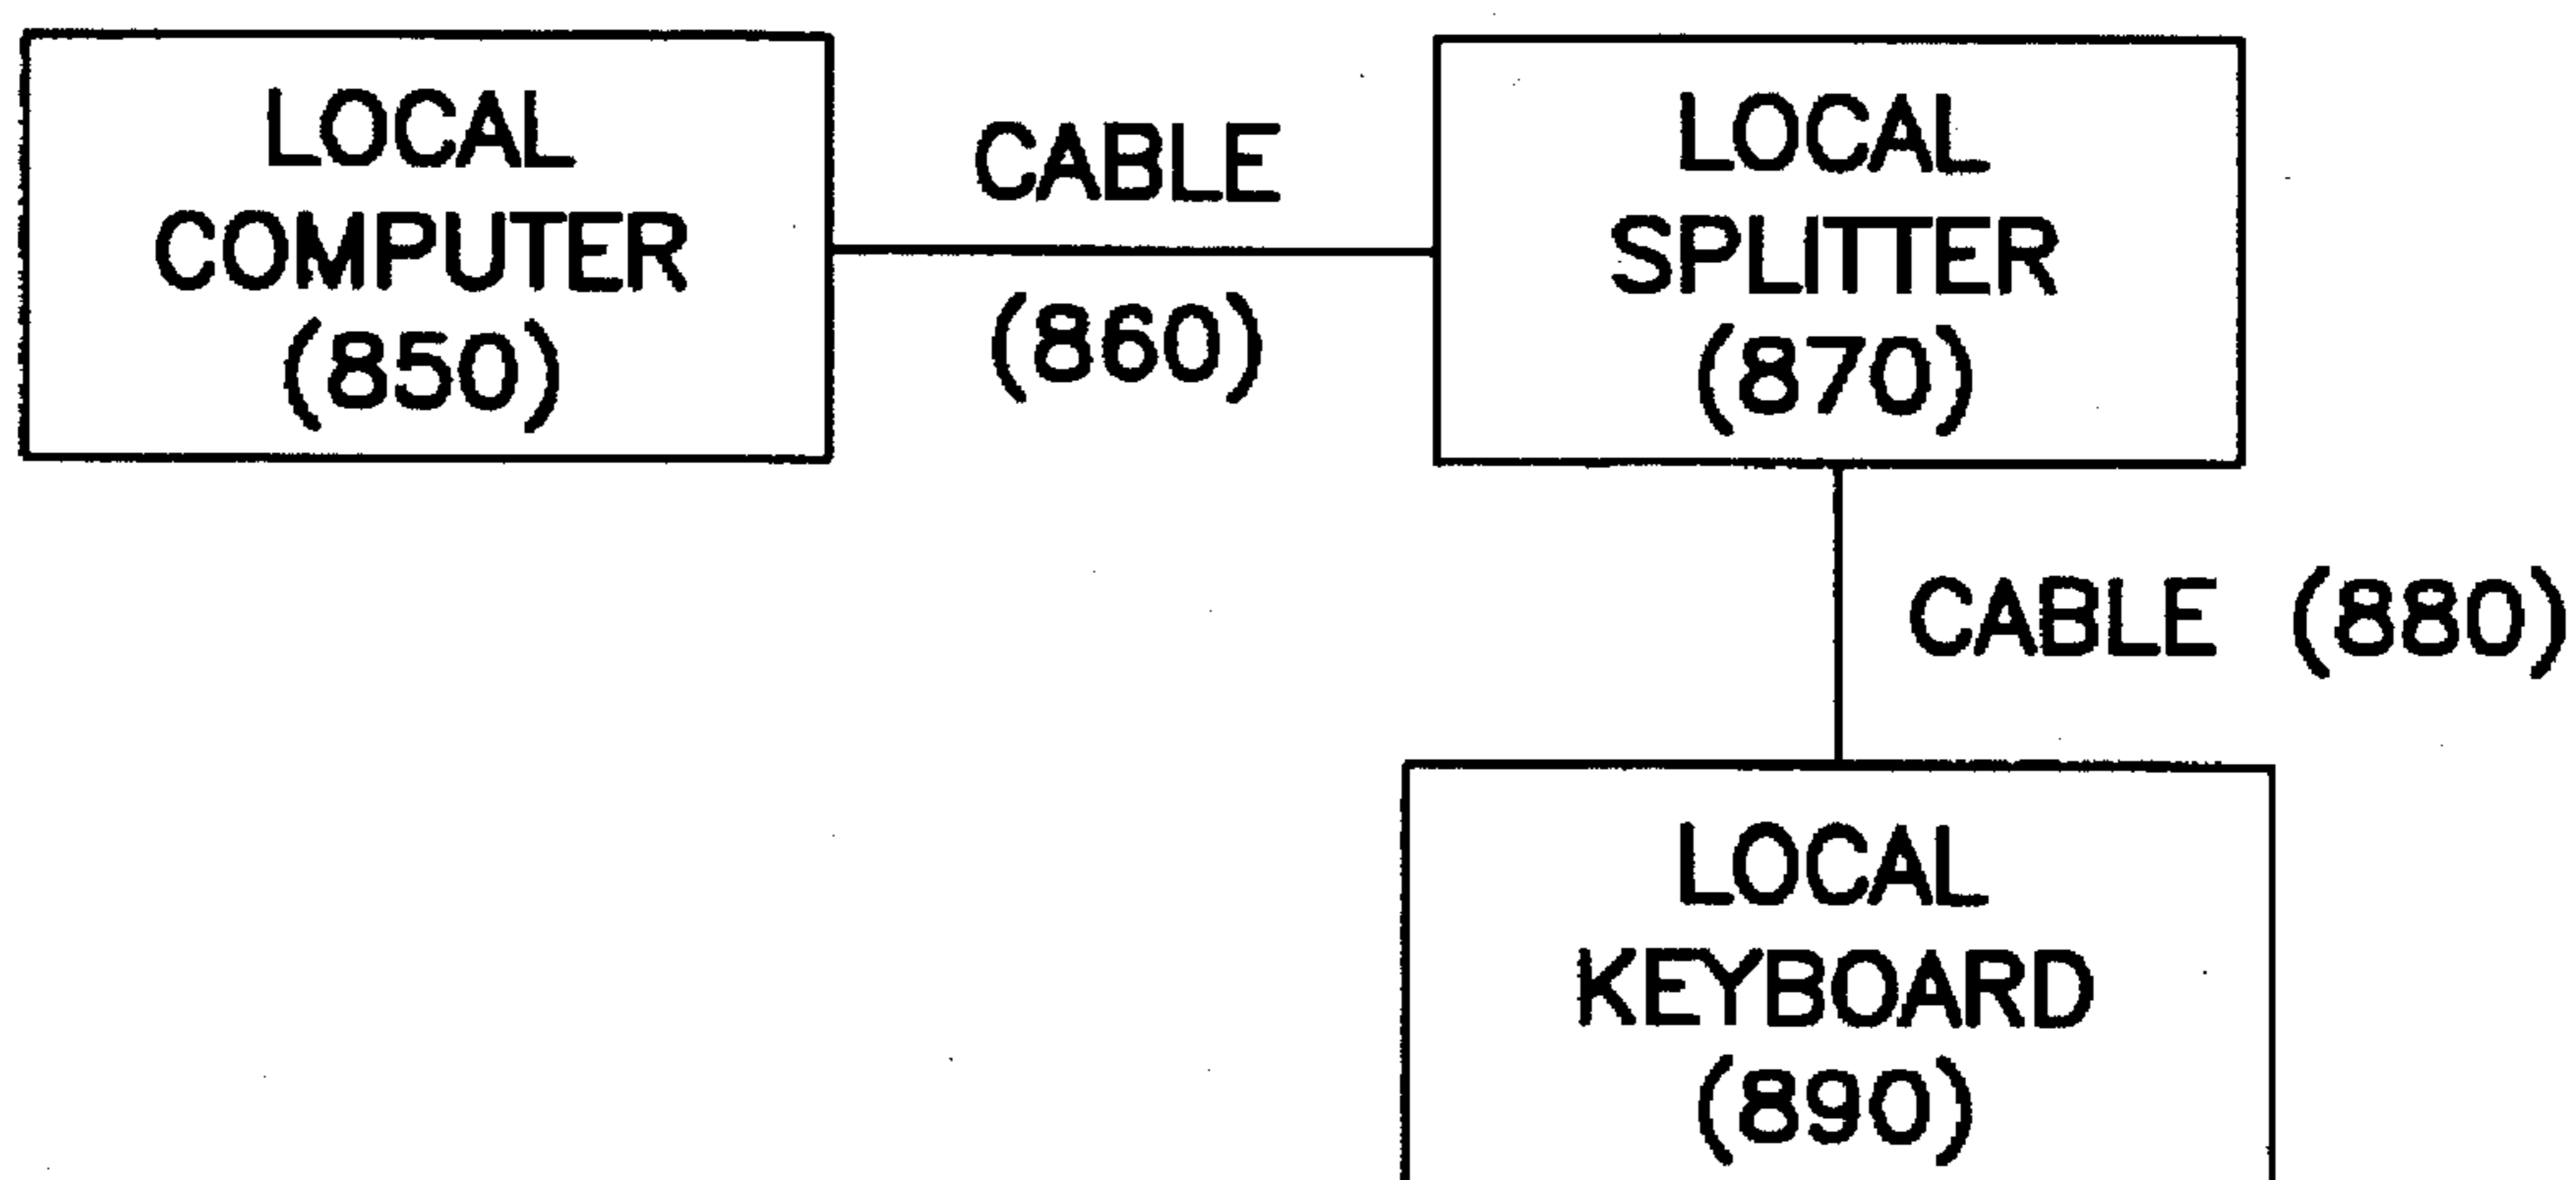 LOCAL
COMPUTER
(850)
CABLE
(860)
LOCAL
SPLITTER
(870)
CABLE (880)
LOCAL
KEYBOARD
(890)